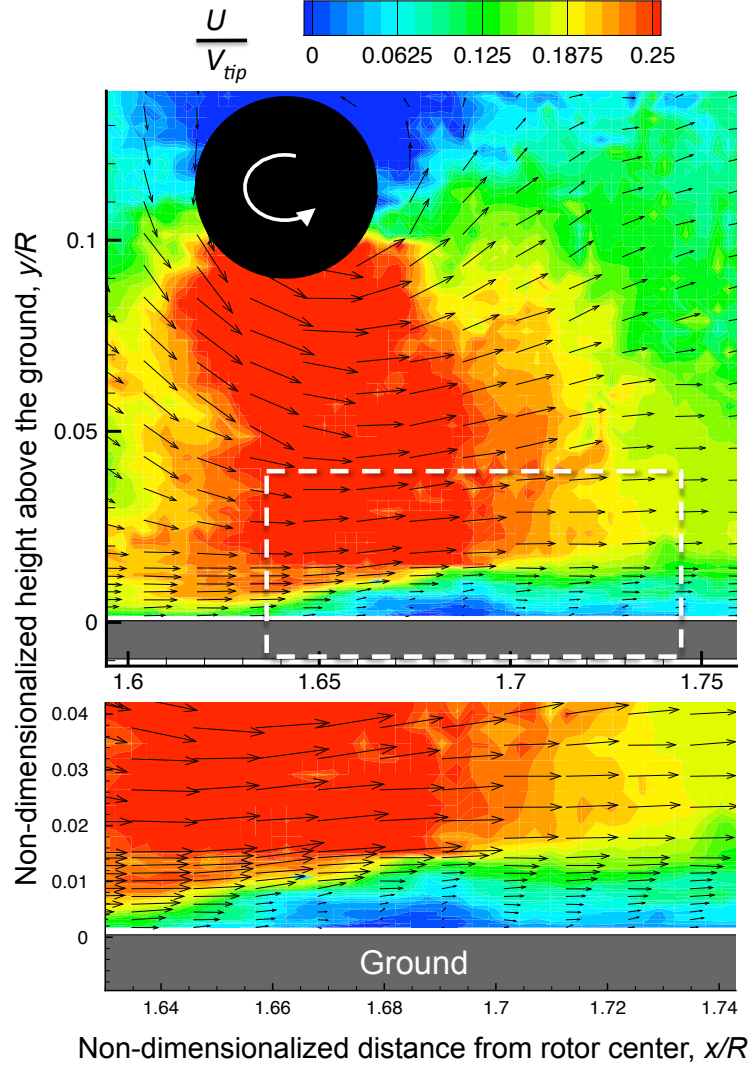 U
V_tip
0 0.0625 0.125 0.1875 0.25
Non-dimensionalized height above the ground, y/R
0.1
0.05
0
1.6 1.65 1.7 1.75
0.04
0.03
0.02
0.01
0
Ground
1.64 1.66 1.68 1.7 1.72 1.74
Non-dimensionalized distance from rotor center, x/R